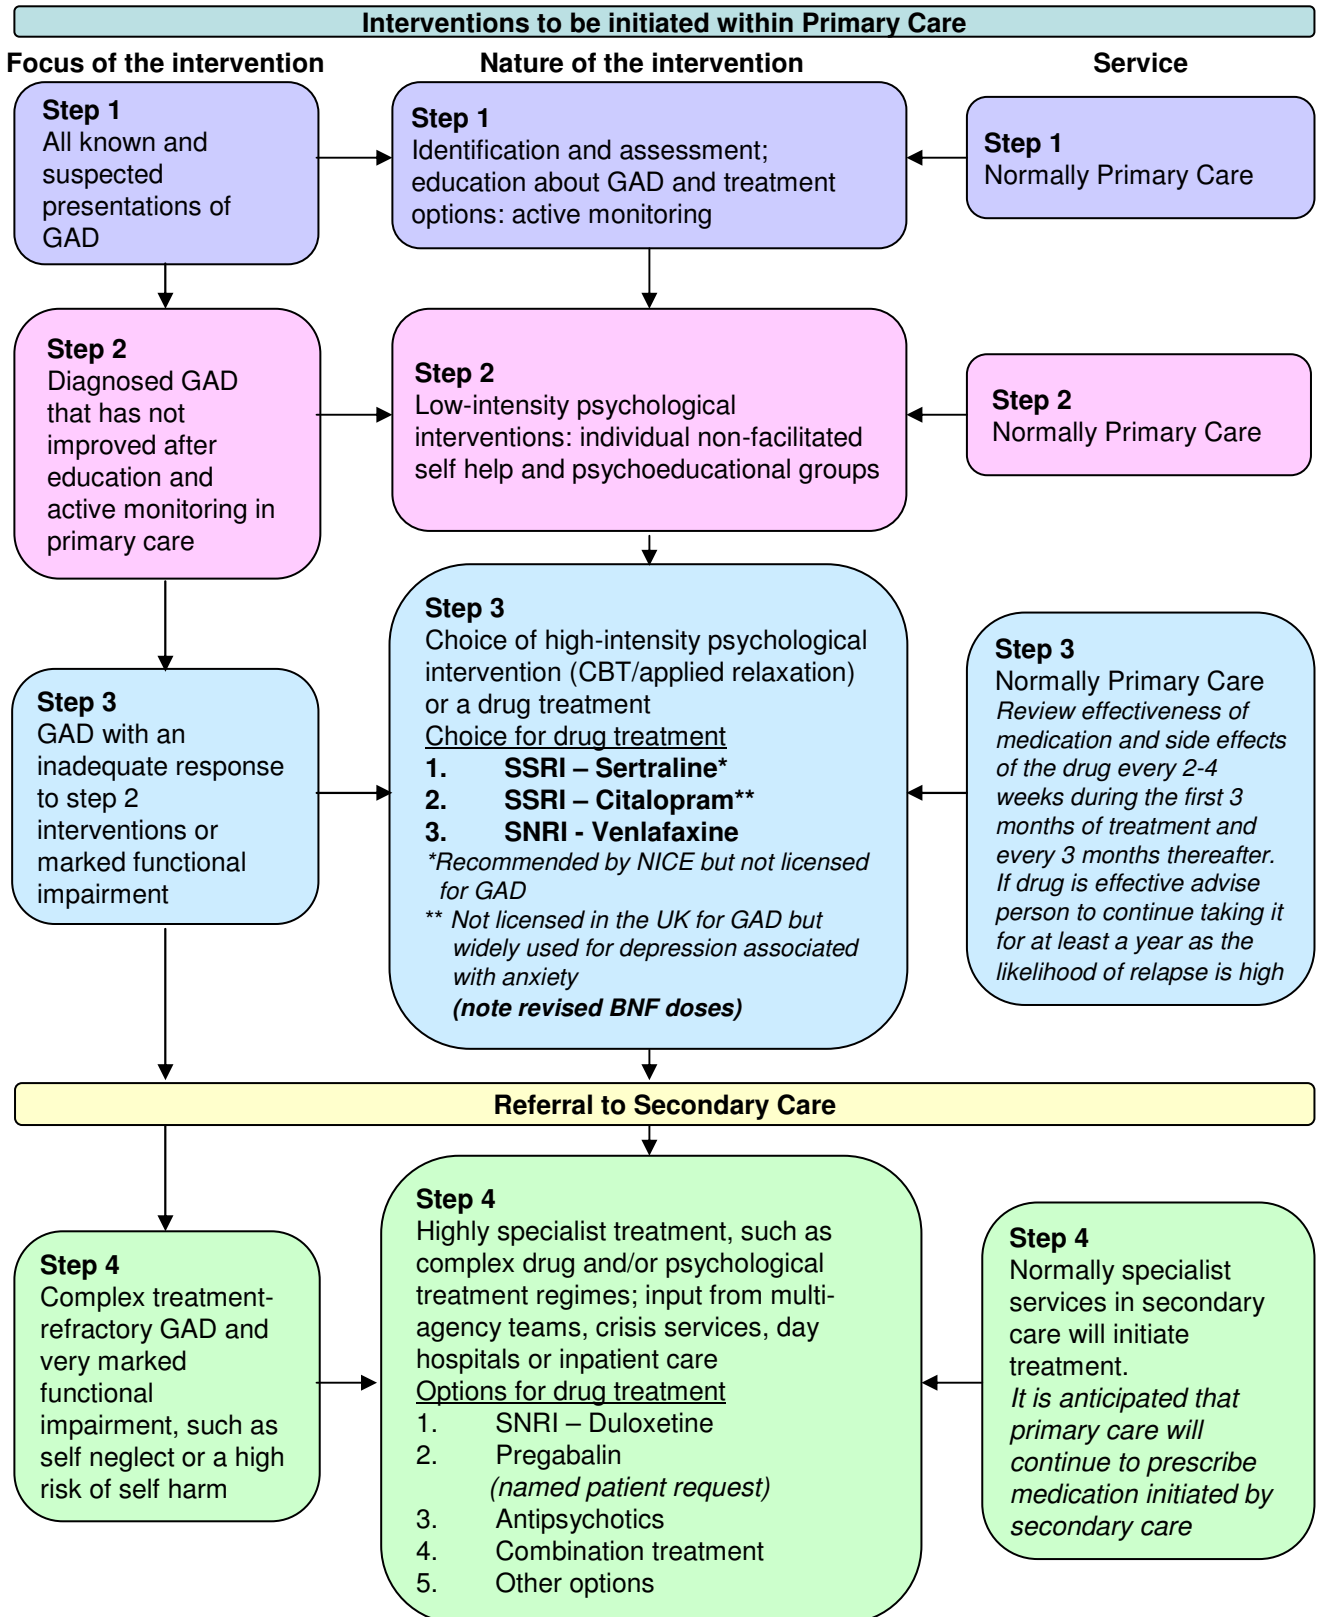 Interventions to be initiated within Primary Care
Focus of the intervention
Nature of the intervention
Service
Step 1
All known and
suspected
presentations of
GAD
Step 1
Identification and assessment;
education about GAD and treatment
options: active monitoring
Step 1
Normally Primary Care
Step 2
Diagnosed GAD
that has not
improved after
education and
active monitoring in
primary care
Step 2
Low-intensity psychological
interventions: individual non-facilitated
self help and psychoeducational groups
Step 2
Normally Primary Care
Step 3
GAD with an
inadequate response
to step 2
interventions or
marked functional
impairment
Step 3
Choice of high-intensity psychological
intervention (CBT/applied relaxation)
or a drug treatment
Choice for drug treatment
1. SSRI – Sertraline*
2. SSRI – Citalopram**
3. SNRI - Venlafaxine
*Recommended by NICE but not licensed
for GAD
** Not licensed in the UK for GAD but
widely used for depression associated
with anxiety
(note revised BNF doses)
Step 3
Normally Primary Care
Review effectiveness of
medication and side effects
of the drug every 2-4
weeks during the first 3
months of treatment and
every 3 months thereafter.
If drug is effective advise
person to continue taking it
for at least a year as the
likelihood of relapse is high
Referral to Secondary Care
Step 4
Complex treatment-
refractory GAD and
very marked
functional
impairment, such as
self neglect or a high
risk of self harm
Step 4
Highly specialist treatment, such as
complex drug and/or psychological
treatment regimes; input from multi-
agency teams, crisis services, day
hospitals or inpatient care
Options for drug treatment
1. SNRI – Duloxetine
2. Pregabalin
(named patient request)
3. Antipsychotics
4. Combination treatment
5. Other options
Step 4
Normally specialist
services in secondary
care will initiate
treatment.
It is anticipated that
primary care will
continue to prescribe
medication initiated by
secondary care